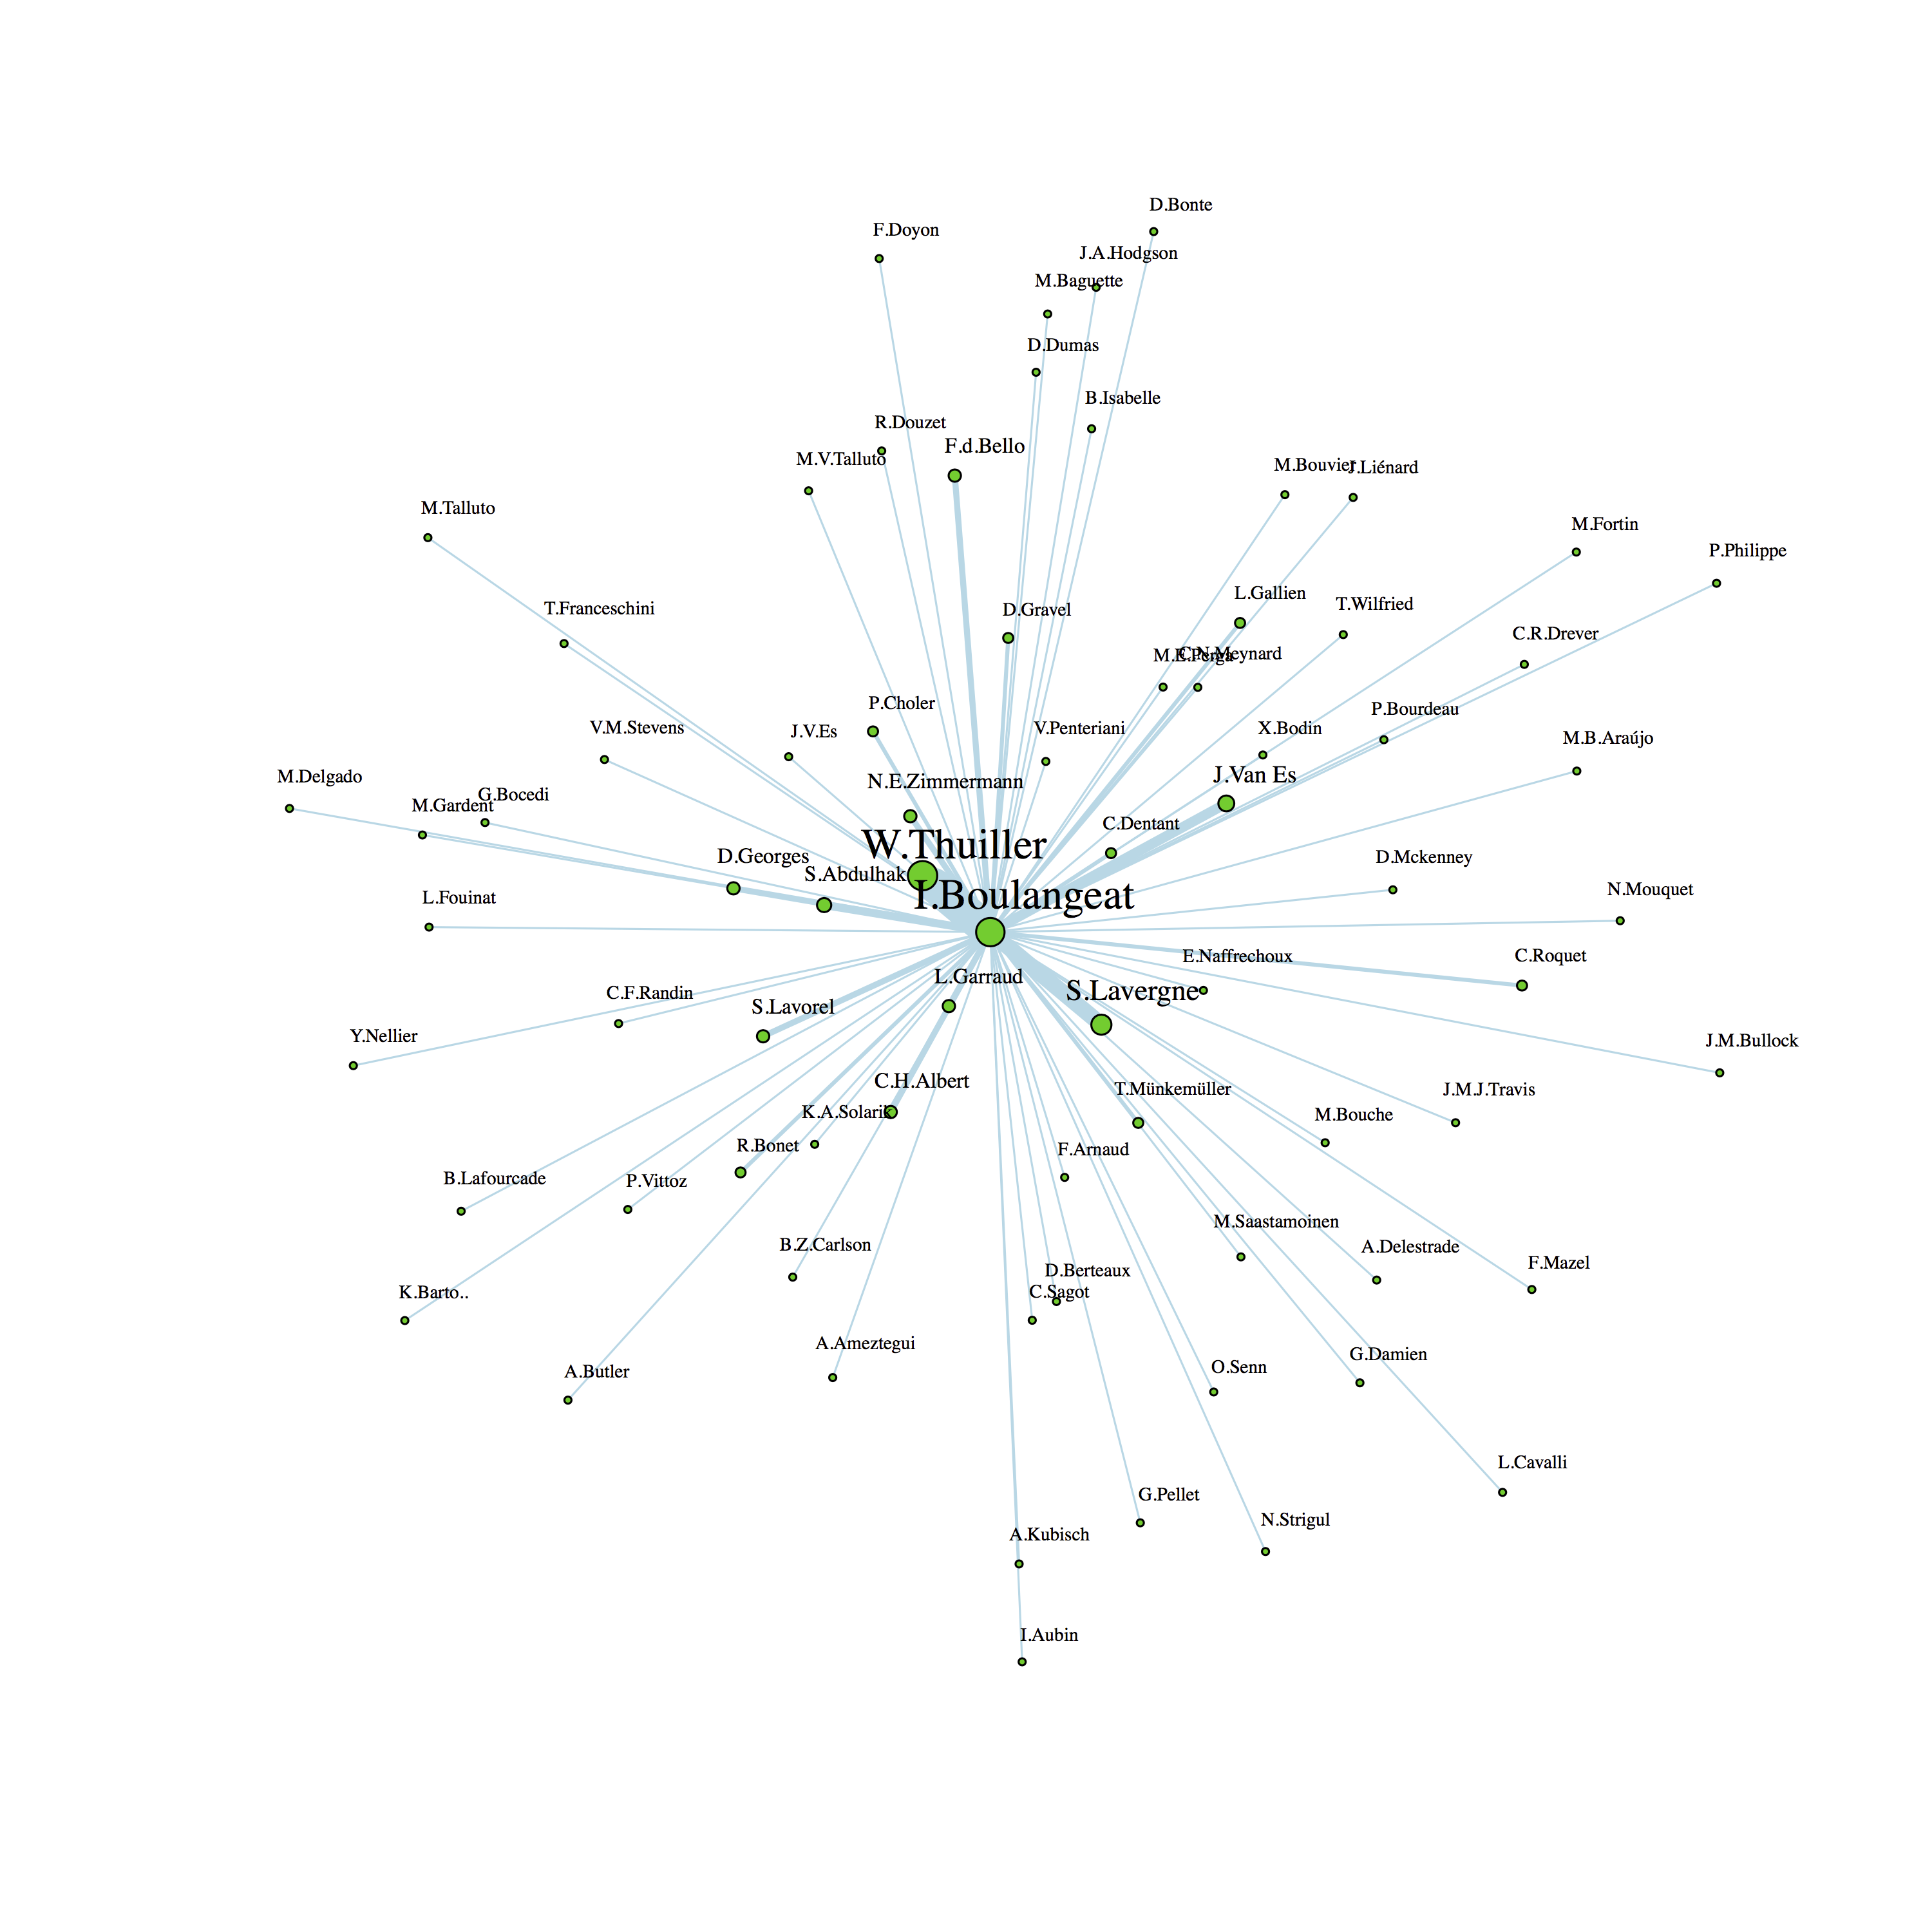 D.Bonte
F.Doyon
J.A.Hodgson
M.Baguette
D.Dumas
B.Isabelle
R.Douzet
F.d.Bello
M.V.Talluto
M.Bouvier
J.Liénard
M.Talluto
M.Fortin
P.Philippe
L.Gallien
T.Wilfried
T.Franceschini
D.Gravel
C.R.Drever
M.E.Perga
C.N.Meynard
P.Choler
P.Bourdeau
V.M.Stevens
J.V.Es
V.Penteriani
X.Bodin
M.B.Araújo
M.Delgado
N.E.Zimmermann
J.Van Es
G.Bocedi
M.Gardent
C.Dentant
W.Thuiller
D.Georges
D.Mckenney
S.Abdulhak
N.Mouquet
I.Boulangeat
L.Fouinat
E.Naffrechoux
C.Roquet
L.Garraud
S.Lavergne
C.F.Randin
S.Lavorel
Y.Nellier
J.M.Bullock
C.H.Albert
T.Münkemüller
J.M.J.Travis
K.A.Solarik
M.Bouche
R.Bonet
F.Arnaud
B.Lafourcade
P.Vittoz
M.Saastamoinen
B.Z.Carlson
A.Delestrade
F.Mazel
D.Berteaux
K.Barto..
C.Sagot
A.Ameztegui
G.Damien
O.Senn
A.Butler
L.Cavalli
G.Pellet
N.Strigul
A.Kubisch
I.Aubin